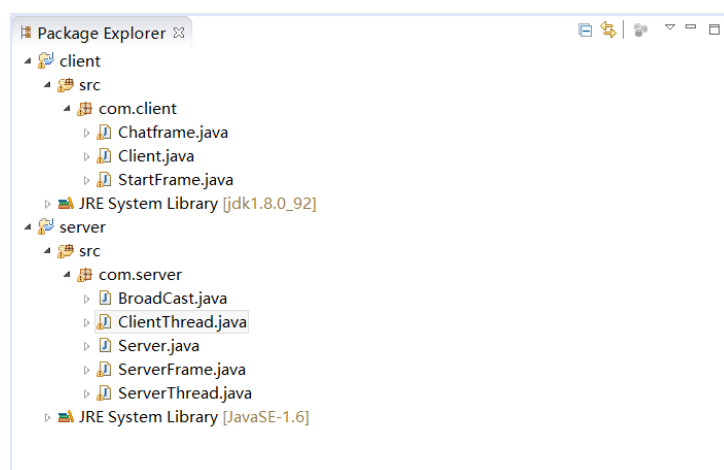 Package Explorer
client
src
com.client
Chatframe.java
Client.java
StartFrame.java
JRE System Library [jdk1.8.0_92]
server
src
com.server
BroadCast.java
ClientThread.java
Server.java
ServerFrame.java
ServerThread.java
JRE System Library [JavaSE-1.6]